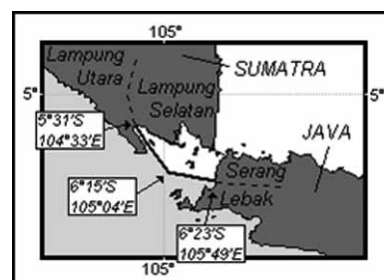 105°
Lampung
Utara
SUMATRA
Lampung
Selatan
5°
5°
5°31'S
104°33'E
JAVA
Serang
6°15'S
105°04'E
Lebak
6°23'S
105°49'E
105°